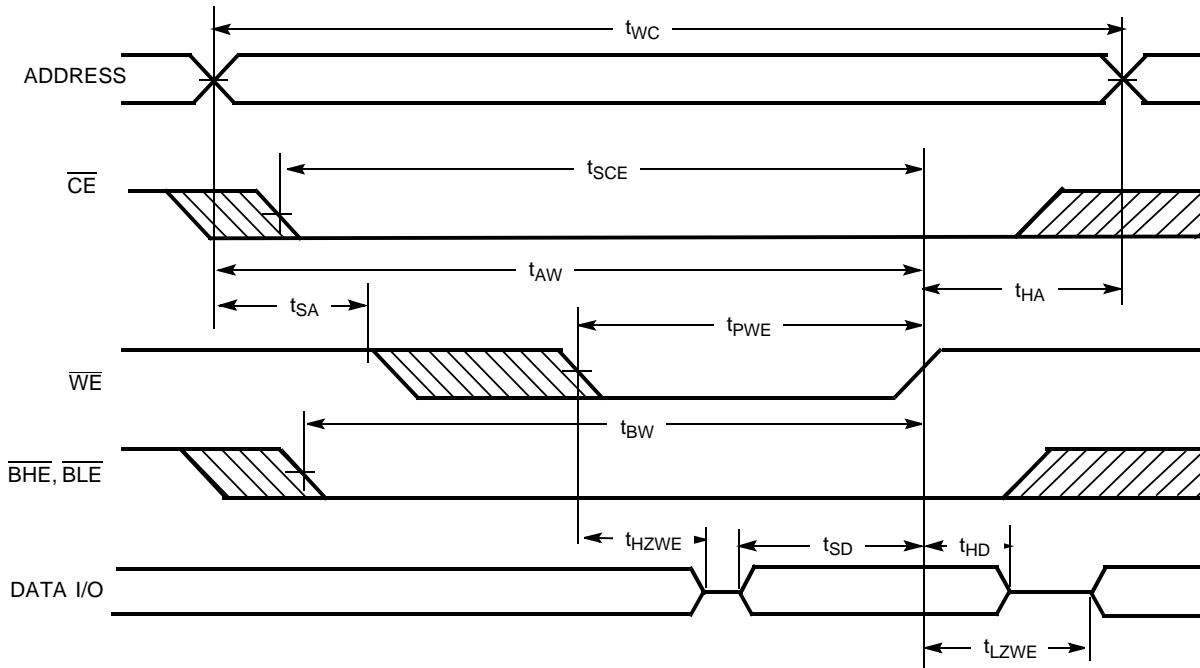 tWC
ADDRESS
tSCE
CE
tAW
tSA
tHA
tPWE
WE
tBW
BHE, BLE
tHZWE
tSD
tHD
DATA I/O
tLZWE